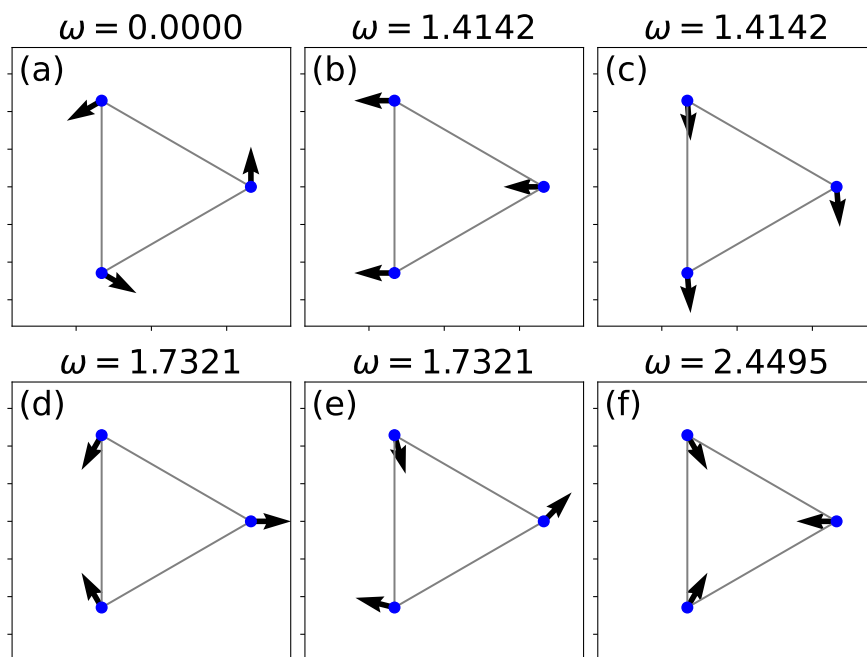 ω = 0.0000
ω = 1.4142
ω = 1.4142
(a)
(b)
(c)
ω = 1.7321
ω = 1.7321
ω = 2.4495
(d)
(e)
(f)